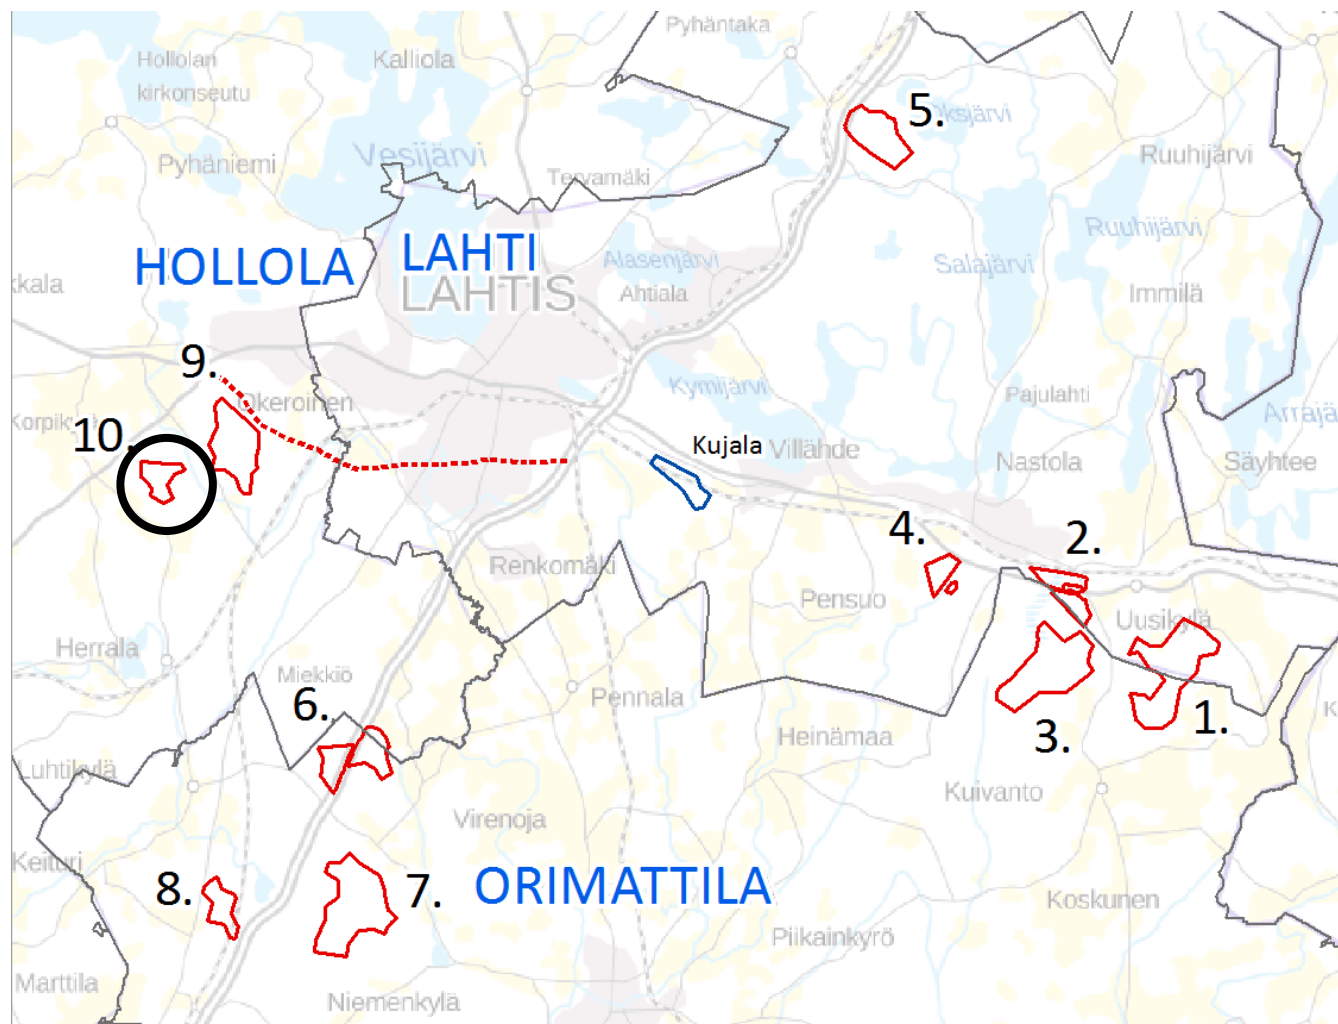 Pyhäntaka
Hollolan
kirkonseutu
Kalliola
5.
Oksjärvi
Pyhäniemi
Vesijärvi
Tervamäki
Ruuhijärvi
Ruuhijärvi
HOLLOLA
LAHTI
LAHTIS
Alasenjärvi
Ahtiala
Salajärvi
Immilä
kkala
9.
Okeroinen
Kymijärvi
Pajulahti
Arrajä
10.
Kujala
Villähde
Nastola
Säyhtee
4.
2.
Renkomäki
Pensuo
Uusikylä
Herrala
Miekkiö
6.
Pennala
Heinämaa
3.
1.
K
Luhtikylä
Kuivanto
Virenoja
Keituri
8.
7.
ORIMATTILA
Koskunen
Piikainkyrö
Marttila
Niemenkylä